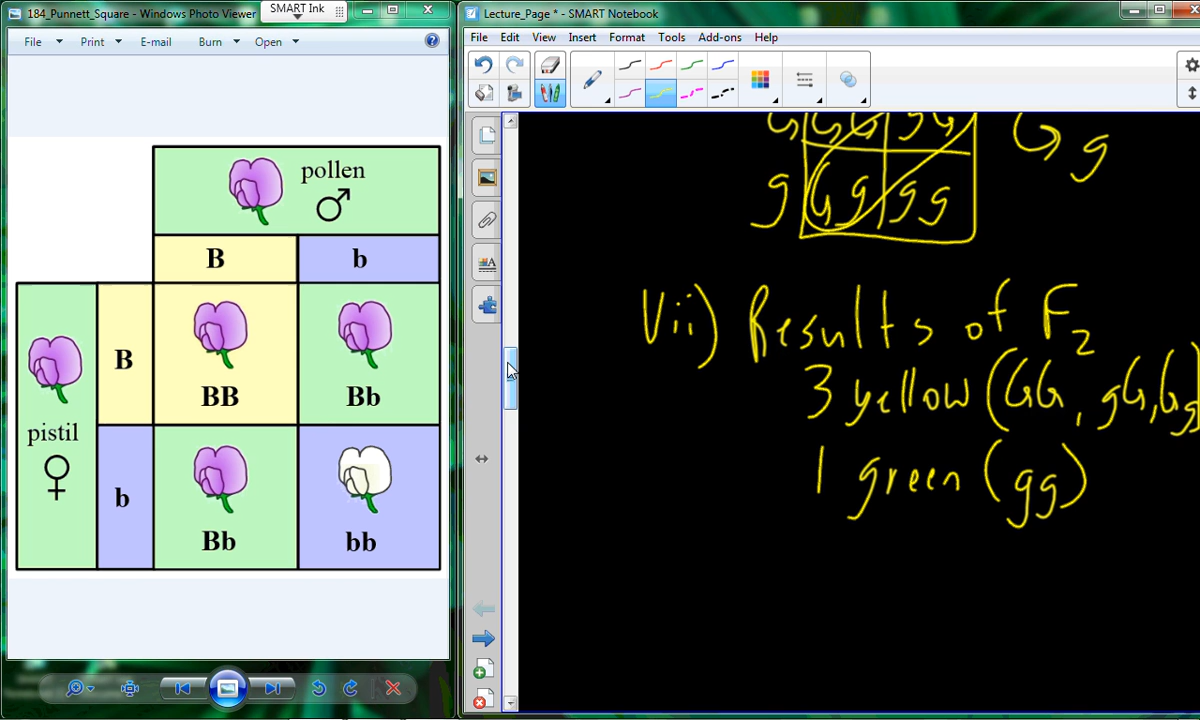 184_Punnett_Square - Windows Photo Viewer
SMART Ink
File Print E-mail Burn Open
pollen
♂
B b
pistil
♀
B
BB Bb
b
Bb bb
Lecture_Page * - SMART Notebook
File Edit View Insert Format Tools Add-ons Help
G GG gG G g
g Gg gg
Vii) Results of F2
3 yellow (GG, gG, Gg)
1 green (gg)